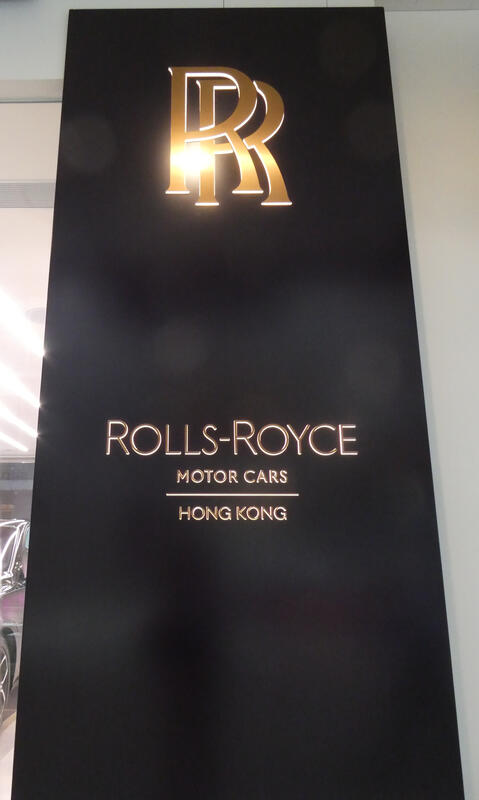 RR
ROLLS-ROYCE
MOTOR CARS
HONG KONG